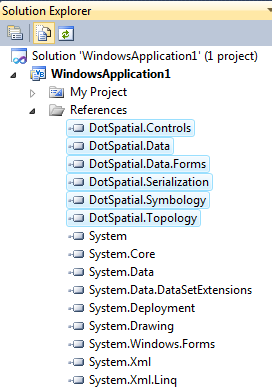 Solution Explorer
Solution 'WindowsApplication1' (1 project)
WindowsApplication1
My Project
References
DotSpatial.Controls
DotSpatial.Data
DotSpatial.Data.Forms
DotSpatial.Serialization
DotSpatial.Symbology
DotSpatial.Topology
System
System.Core
System.Data
System.Data.DataSetExtensions
System.Deployment
System.Drawing
System.Windows.Forms
System.Xml
System.Xml.Linq